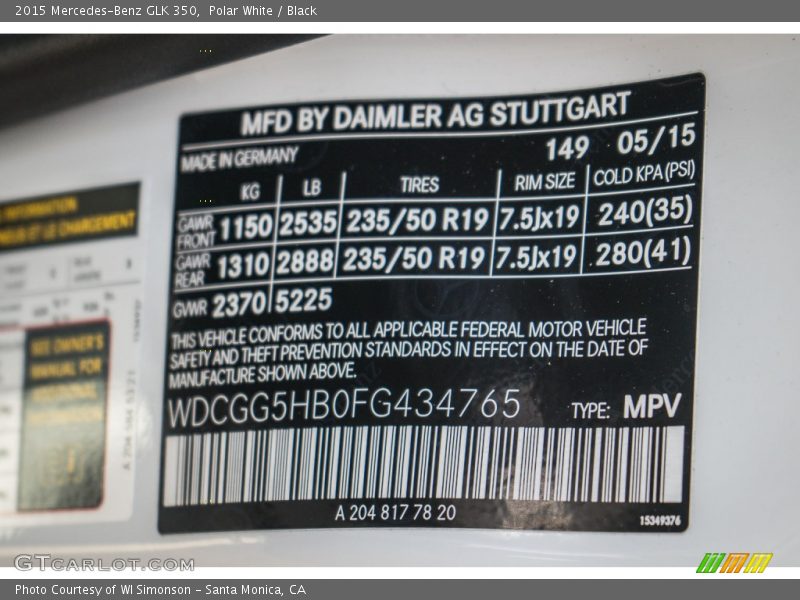 2015 Mercedes-Benz GLK 350,  Polar White / Black
MFD BY DAIMLER AG STUTTGART
MADE IN GERMANY 149 05/15
KG LB TIRES RIM SIZE COLD KPA (PSI)
GAWR FRONT 1150 2535 235/50 R19 7.5Jx19 240(35)
GAWR REAR 1310 2888 235/50 R19 7.5Jx19 280(41)
GVWR 2370 5225
THIS VEHICLE CONFORMS TO ALL APPLICABLE FEDERAL MOTOR VEHICLE
SAFETY AND THEFT PREVENTION STANDARDS IN EFFECT ON THE DATE OF
MANUFACTURE SHOWN ABOVE.
WDCGG5HB0FG434765 TYPE: MPV
A 204 817 78 20
15349376
INFORMATION
ET LE CHARGEMENT
SEE OWNER'S
MANUAL FOR
GTCARLOT.COM
Photo Courtesy of WI Simonson - Santa Monica, CA